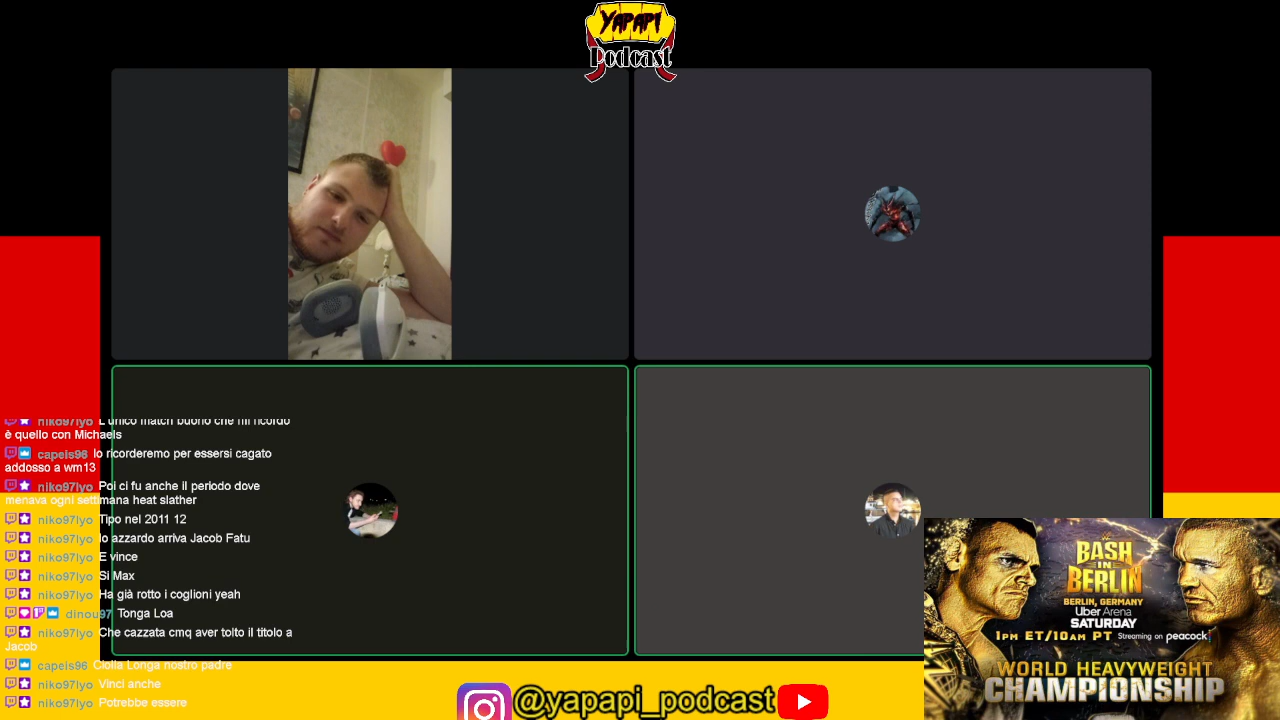 YAPAPI
Podcast
niko97lyo L'unico match buono che mi ricordo
è quello con Michaels
capeis96 lo ricorderemo per essersi cagato
addosso a wm13
niko97lyo Poi ci fu anche il periodo dove
menava ogni settimana heat slather
niko97lyo Tipo nel 2011 12
niko97lyo Io azzardo arriva Jacob Fatu
niko97lyo E vince
niko97lyo Si Max
niko97lyo Ha già rotto i coglioni yeah
dinou97 Tonga Loa
niko97lyo Che cazzata cmq aver tolto il titolo a
Jacob
capeis96 Ciolla Longa nostro padre
niko97lyo Vinci anche
niko97lyo Potrebbe essere
BASH
IN
BERLIN
BERLIN, GERMANY
Uber Arena
SATURDAY
1PM ET/10AM PT Streaming on peacock
WORLD HEAVYWEIGHT
CHAMPIONSHIP
@yapapi_podcast